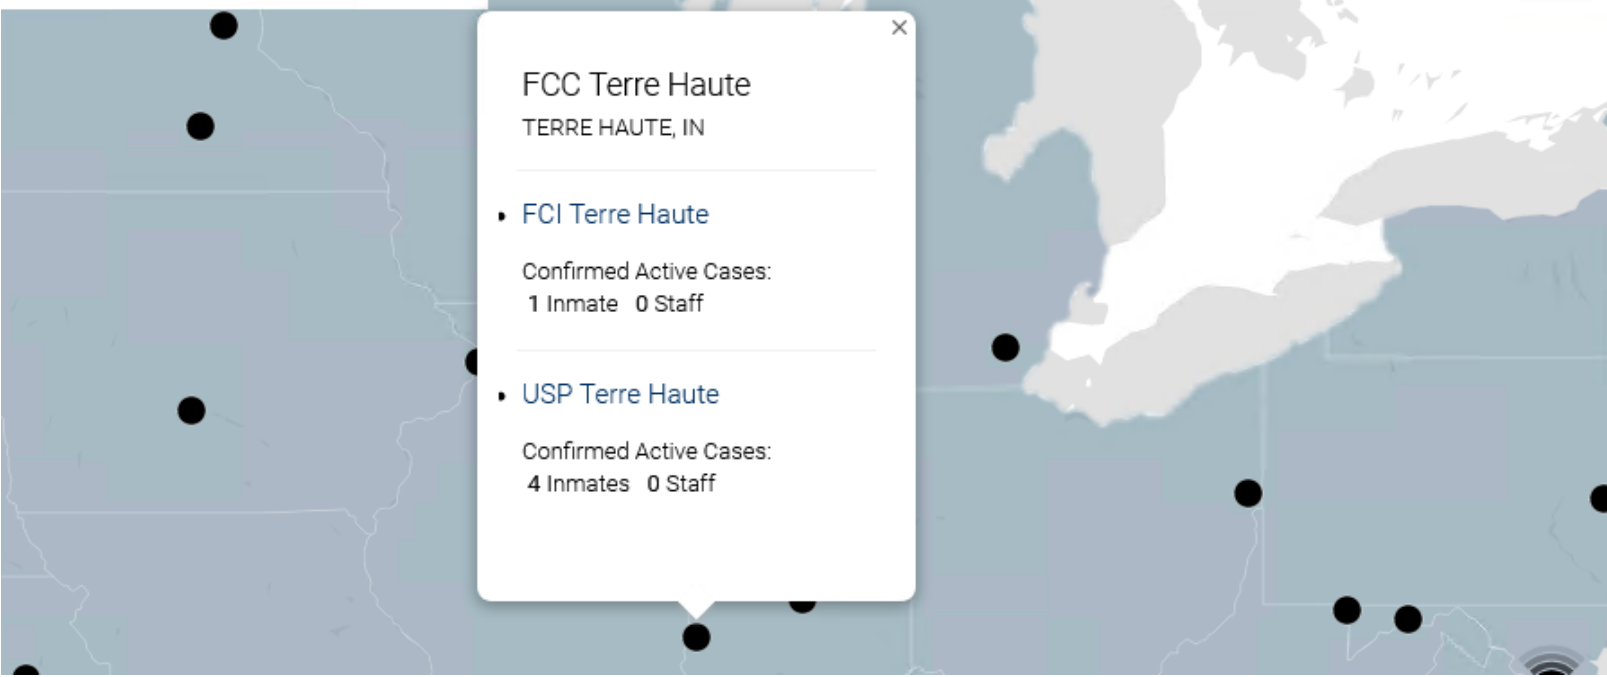 FCC Terre Haute
TERRE HAUTE, IN
FCI Terre Haute
Confirmed Active Cases:
1 Inmate 0 Staff
USP Terre Haute
Confirmed Active Cases:
4 Inmates 0 Staff